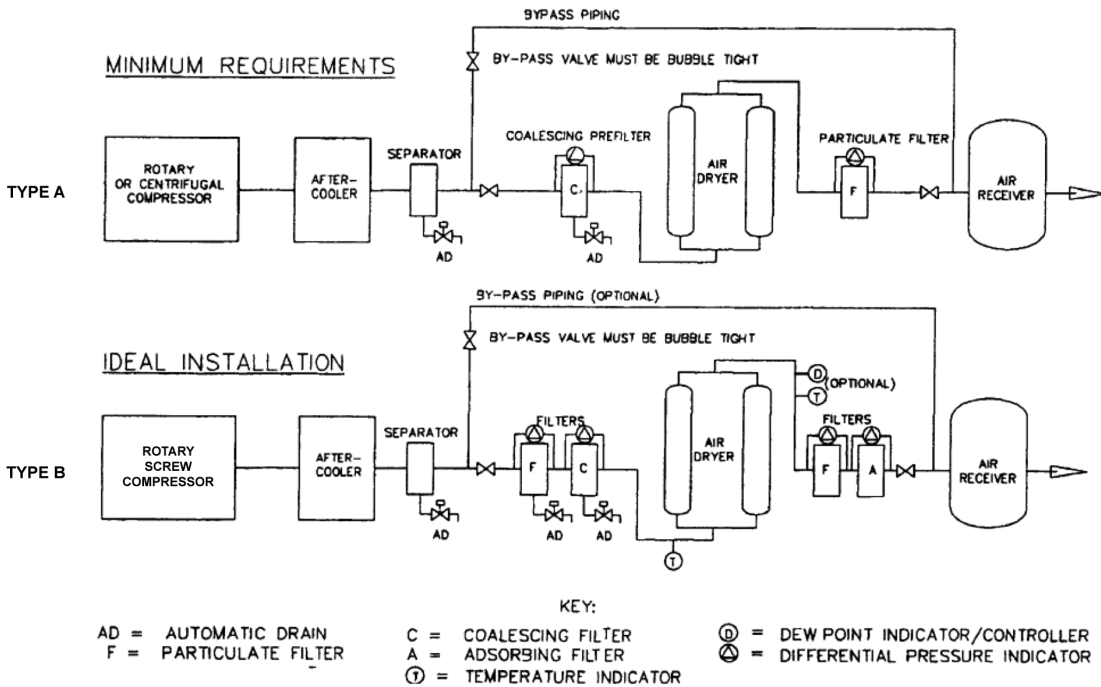 BYPASS PIPING
MINIMUM REQUIREMENTS
BY-PASS VALVE MUST BE BUBBLE TIGHT
TYPE A
ROTARY
OR CENTRIFUGAL
COMPRESSOR
AFTER-
COOLER
SEPARATOR
AD
COALESCING PREFILTER
C
AD
AIR
DRYER
PARTICULATE FILTER
F
AIR
RECEIVER
BY-PASS PIPING (OPTIONAL)
IDEAL INSTALLATION
BY-PASS VALVE MUST BE BUBBLE TIGHT
TYPE B
ROTARY
SCREW
COMPRESSOR
AFTER-
COOLER
SEPARATOR
AD
FILTERS
F
C
AD
AD
T
AIR
DRYER
D
(OPTIONAL)
T
FILTERS
F
A
AIR
RECEIVER
KEY:
AD = AUTOMATIC DRAIN
F = PARTICULATE FILTER
C = COALESCING FILTER
A = ADSORBING FILTER
T = TEMPERATURE INDICATOR
D = DEW POINT INDICATOR/CONTROLLER
= DIFFERENTIAL PRESSURE INDICATOR